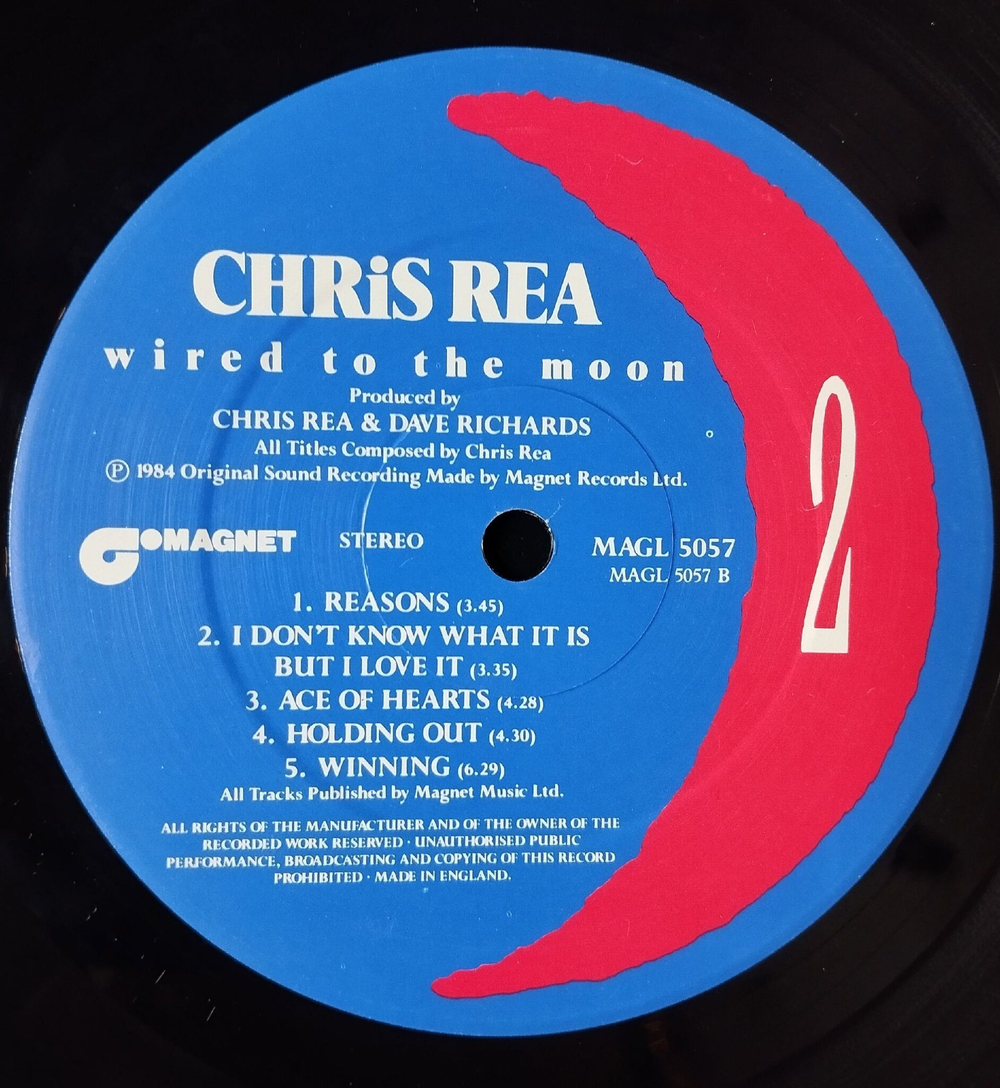 CHRiS REA
wired to the moon
Produced by
CHRIS REA & DAVE RICHARDS
All Titles Composed by Chris Rea
Ⓟ 1984 Original Sound Recording Made by Magnet Records Ltd.
MAGNET STEREO MAGL 5057
MAGL 5057 B
2
1. REASONS (3.45)
2. I DON'T KNOW WHAT IT IS
BUT I LOVE IT (3.35)
3. ACE OF HEARTS (4.28)
4. HOLDING OUT (4.30)
5. WINNING (6.29)
All Tracks Published by Magnet Music Ltd.
ALL RIGHTS OF THE MANUFACTURER AND OF THE OWNER OF THE
RECORDED WORK RESERVED · UNAUTHORISED PUBLIC
PERFORMANCE, BROADCASTING AND COPYING OF THIS RECORD
PROHIBITED · MADE IN ENGLAND.